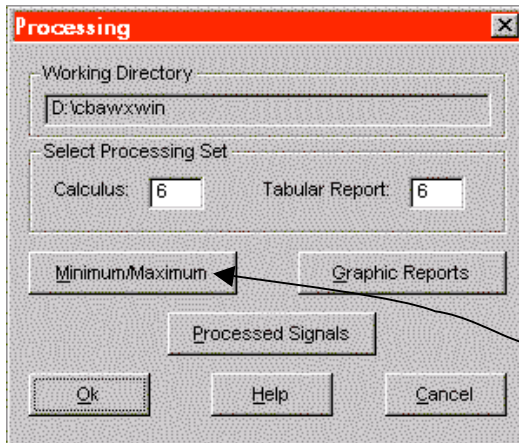 Processing
Working Directory
D:\cbawxwin
Select Processing Set
Calculus: 6 Tabular Report: 6
Minimum/Maximum Graphic Reports
Processed Signals
Ok Help Cancel